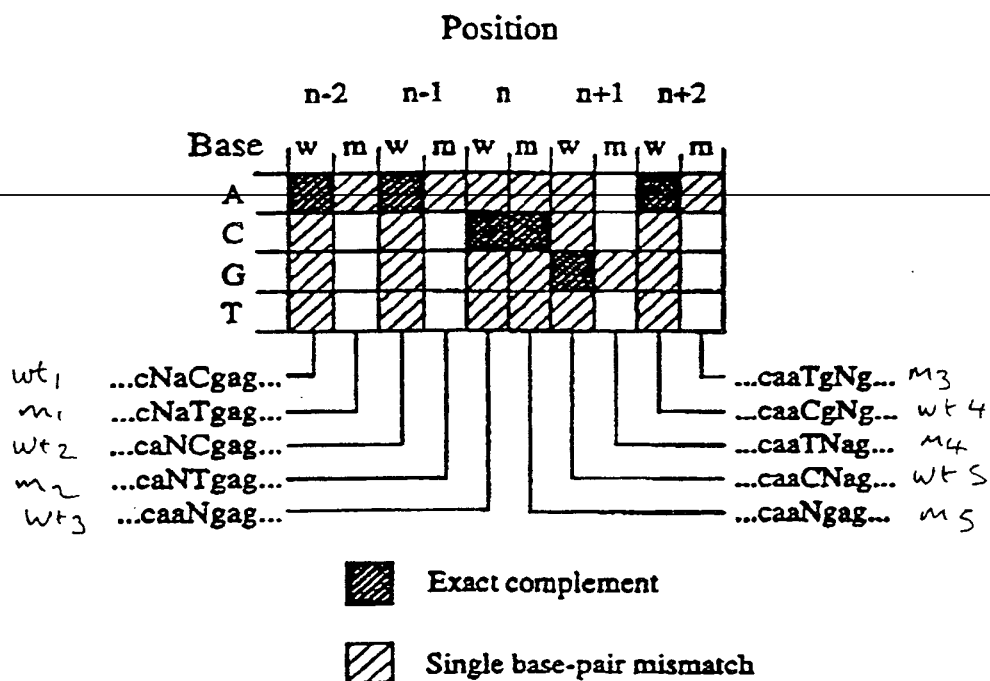 Position
n-2 n-1 n n+1 n+2
Base w m w m w m w m w m
A
C
G
T
wt1 ...cNaCgag...
m1 ...cNaTgag...
wt2 ...caNCgag...
m2 ...caNTgag...
wt3 ...caaNgag...
...caaTgNg... m3
...caaCgNg... wt4
...caaTNag... m4
...caaCNag... wt5
...caaNgag... m5
Exact complement
Single base-pair mismatch